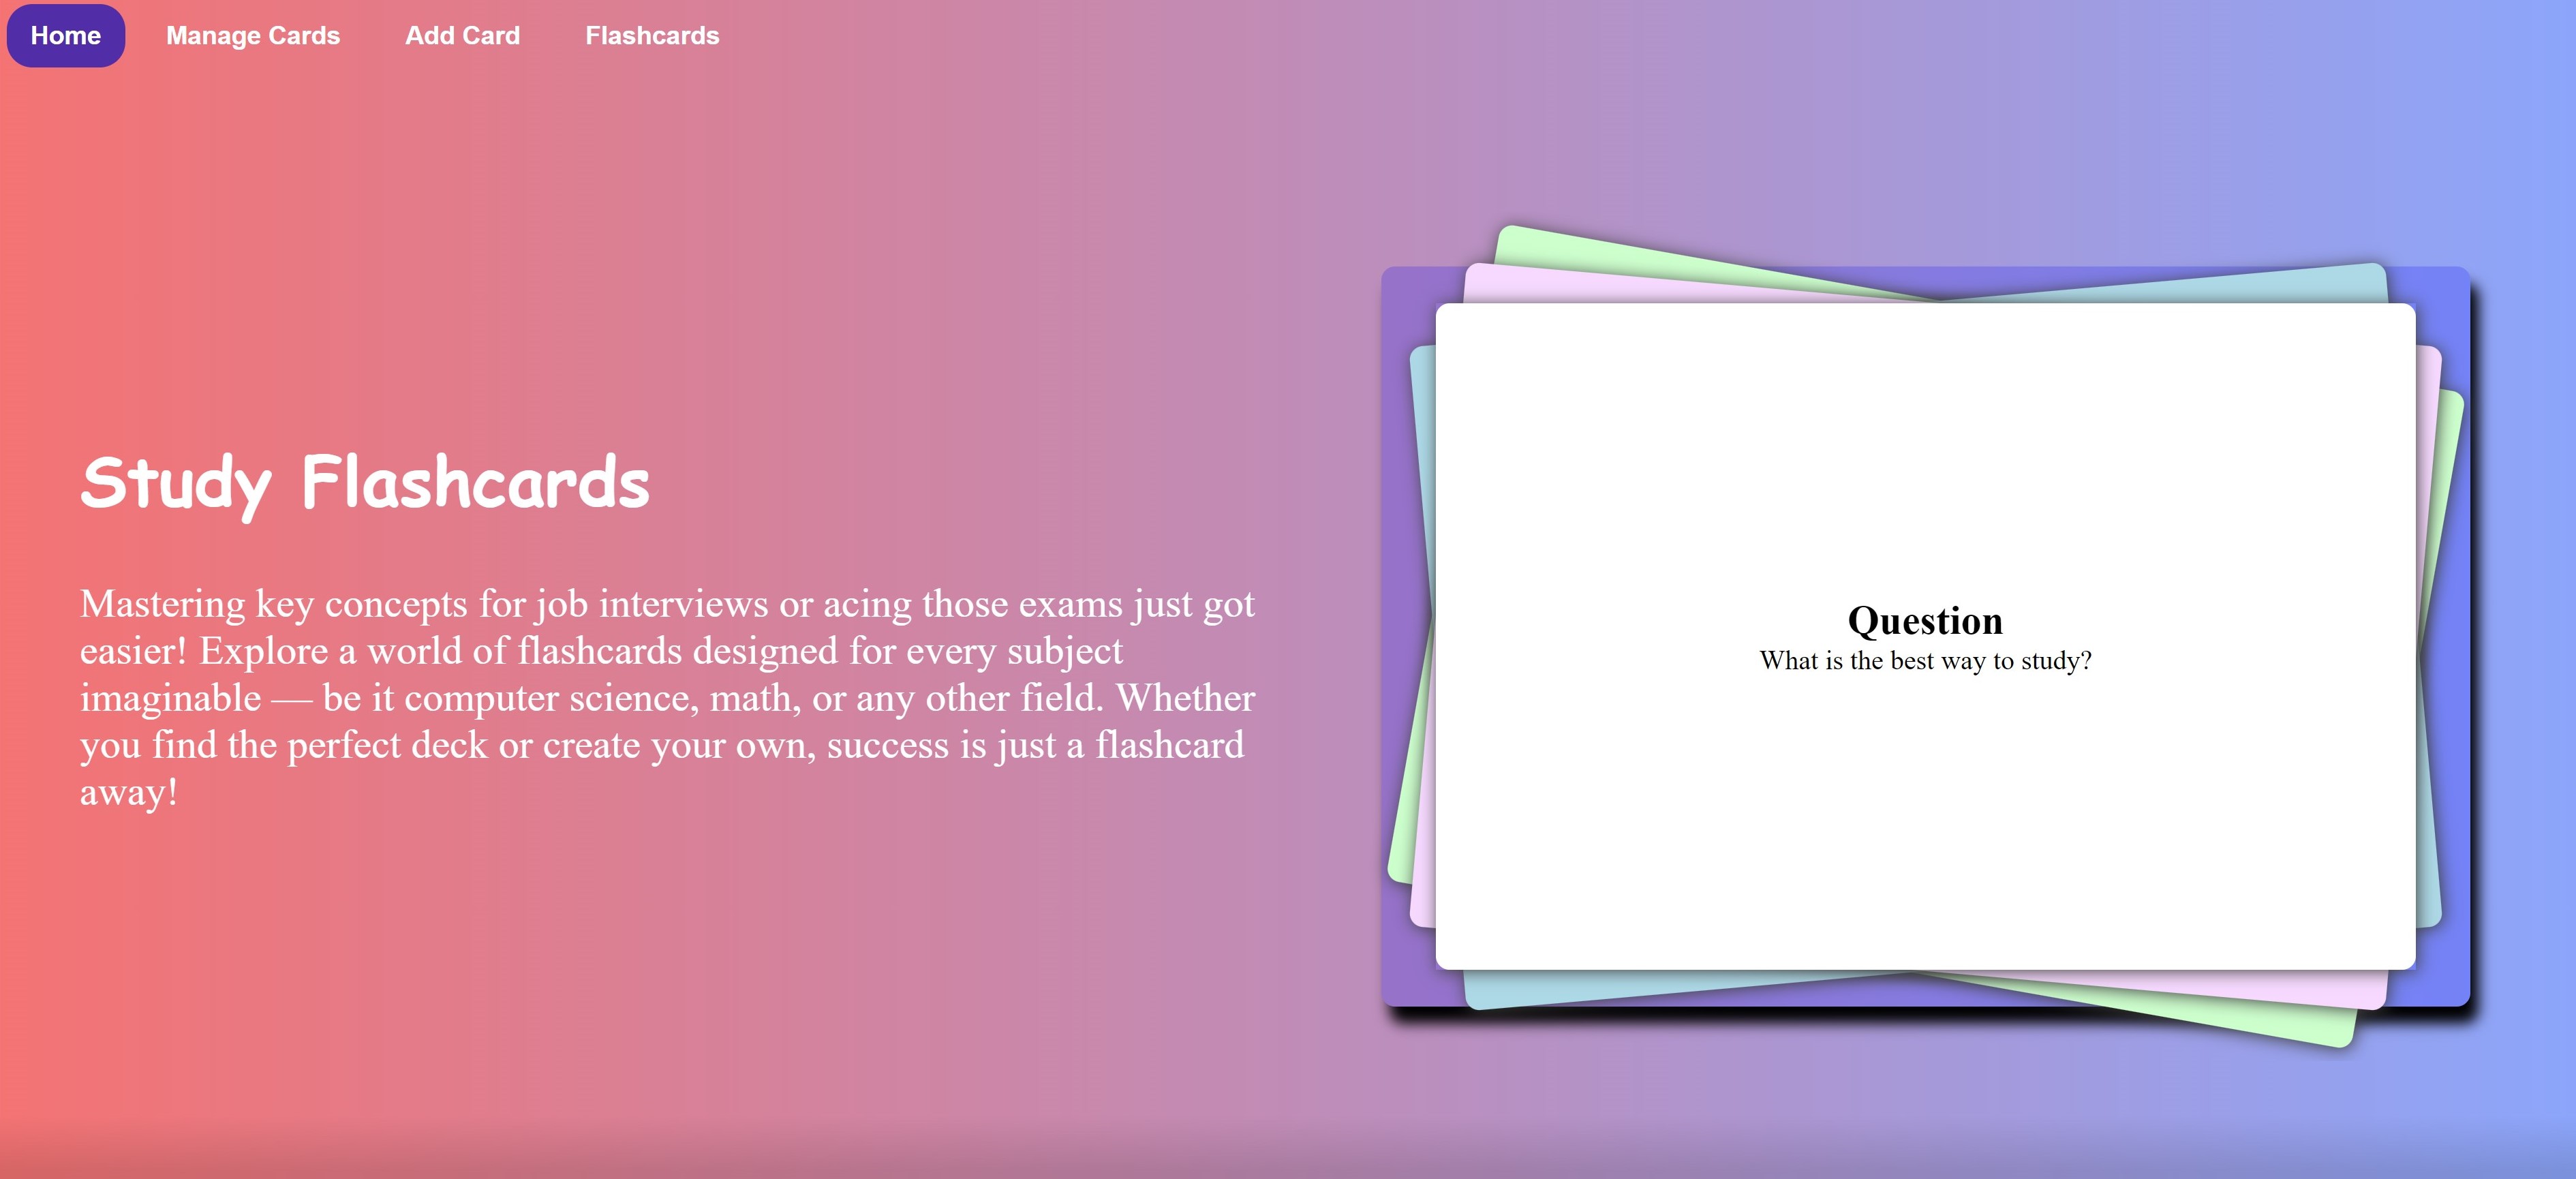 Home Manage Cards Add Card Flashcards
Study Flashcards
Mastering key concepts for job interviews or acing those exams just got
easier! Explore a world of flashcards designed for every subject
imaginable — be it computer science, math, or any other field. Whether
you find the perfect deck or create your own, success is just a flashcard
away!
Question
What is the best way to study?